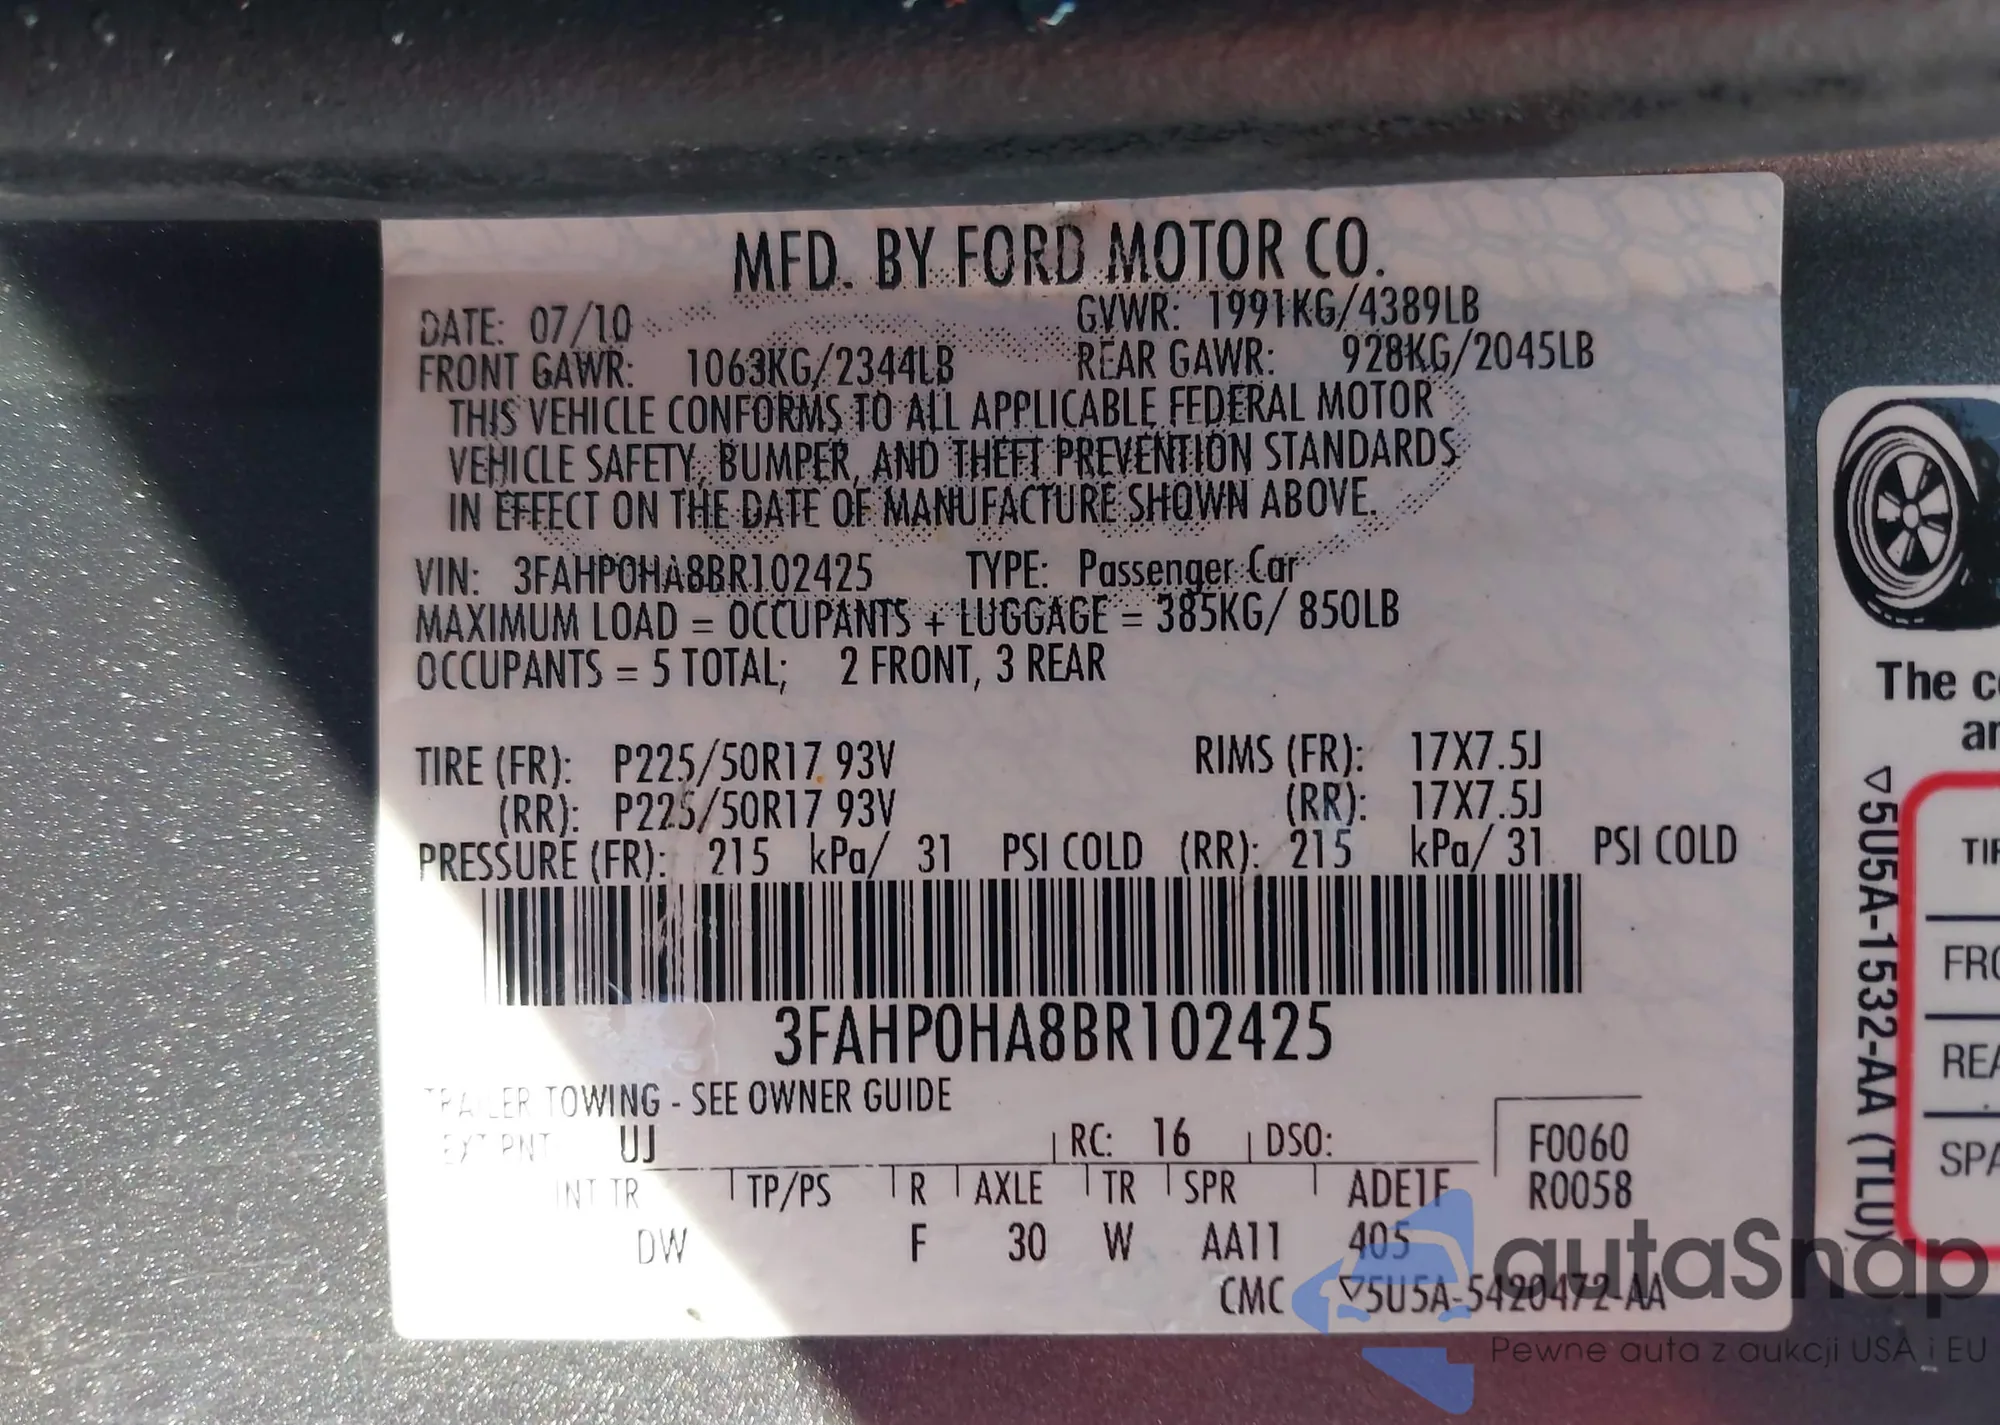 MFD. BY FORD MOTOR CO.
DATE: 07/10 GVWR: 1991KG/4389LB
FRONT GAWR: 1063KG/2344LB REAR GAWR: 928KG/2045LB
THIS VEHICLE CONFORMS TO ALL APPLICABLE FEDERAL MOTOR
VEHICLE SAFETY, BUMPER, AND THEFT PREVENTION STANDARDS
IN EFFECT ON THE DATE OF MANUFACTURE SHOWN ABOVE.
VIN: 3FAHP0HA8BR102425 TYPE: Passenger Car
MAXIMUM LOAD = OCCUPANTS + LUGGAGE = 385KG/ 850LB
OCCUPANTS = 5 TOTAL; 2 FRONT, 3 REAR
TIRE (FR): P225/50R17 93V RIMS (FR): 17X7.5J
(RR): P225/50R17 93V (RR): 17X7.5J
PRESSURE (FR): 215 kPa/ 31 PSI COLD (RR): 215 kPa/ 31 PSI COLD
3FAHP0HA8BR102425
TRAILER TOWING - SEE OWNER GUIDE
EXT PNT UJ RC: 16 DSO: F0060
INT TR TP/PS R AXLE TR SPR ADE1F R0058
DW F 30 W AA11 405
CMC ▽5U5A-5420472-AA
The
▽5U5A-1532-AA (TLU)
autaSnap
Pewne auta z aukcji USA i EU